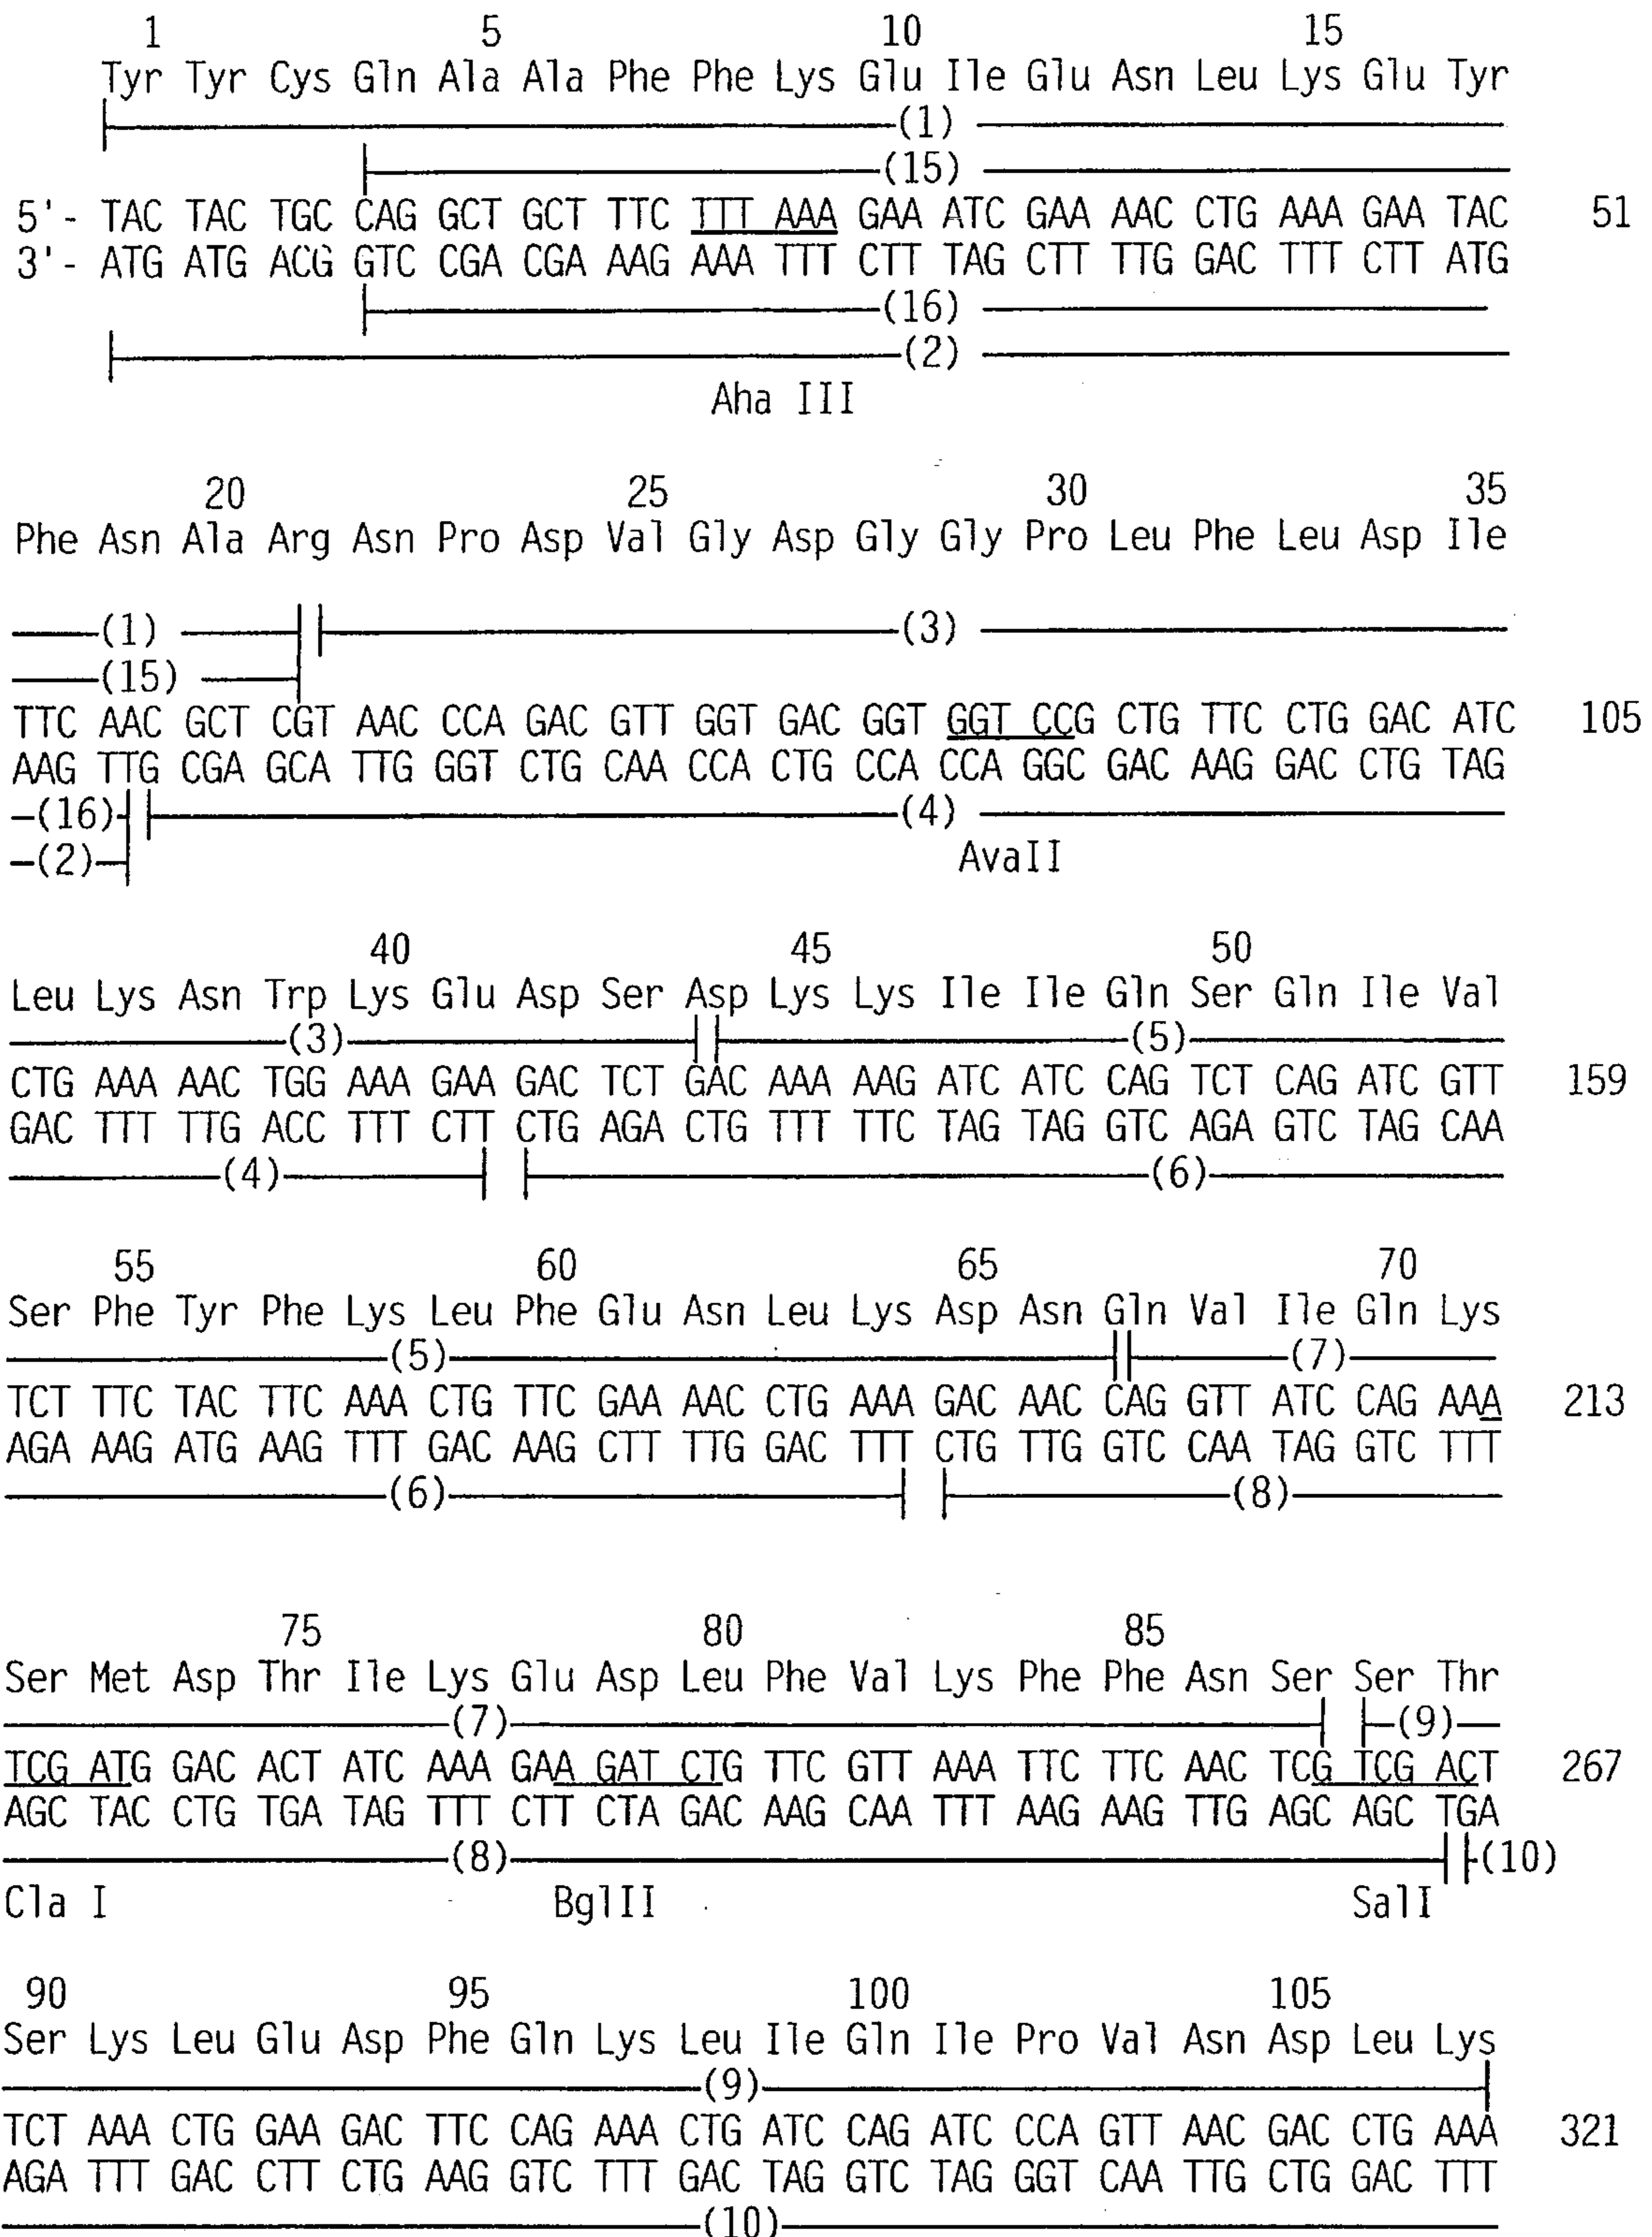 1 5 10 15
Tyr Tyr Cys Gln Ala Ala Phe Phe Lys Glu Ile Glu Asn Leu Lys Glu Tyr
(1)
(15)
5'- TAC TAC TGC CAG GCT GCT TTC TTT AAA GAA ATC GAA AAC CTG AAA GAA TAC 51
3'- ATG ATG ACG GTC CGA CGA AAG AAA TTT CTT TAG CTT TTG GAC TTT CTT ATG
(16)
(2)
Aha III
20 25 30 35
Phe Asn Ala Arg Asn Pro Asp Val Gly Asp Gly Gly Pro Leu Phe Leu Asp Ile
(1) (3)
(15)
TTC AAC GCT CGT AAC CCA GAC GTT GGT GAC GGT GGT CCG CTG TTC CTG GAC ATC 105
AAG TTG CGA GCA TTG GGT CTG CAA CCA CTG CCA CCA GGC GAC AAG GAC CTG TAG
(16) (4)
(2) AvaII
40 45 50
Leu Lys Asn Trp Lys Glu Asp Ser Asp Lys Lys Ile Ile Gln Ser Gln Ile Val
(3) (5)
CTG AAA AAC TGG AAA GAA GAC TCT GAC AAA AAG ATC ATC CAG TCT CAG ATC GTT 159
GAC TTT TTG ACC TTT CTT CTG AGA CTG TTT TTC TAG TAG GTC AGA GTC TAG CAA
(4) (6)
55 60 65 70
Ser Phe Tyr Phe Lys Leu Phe Glu Asn Leu Lys Asp Asn Gln Val Ile Gln Lys
(5) (7)
TCT TTC TAC TTC AAA CTG TTC GAA AAC CTG AAA GAC AAC CAG GTT ATC CAG AAA 213
AGA AAG ATG AAG TTT GAC AAG CTT TTG GAC TTT CTG TTG GTC CAA TAG GTC TTT
(6) (8)
75 80 85
Ser Met Asp Thr Ile Lys Glu Asp Leu Phe Val Lys Phe Phe Asn Ser Ser Thr
(7) (9)
TCG ATG GAC ACT ATC AAA GAA GAT CTG TTC GTT AAA TTC TTC AAC TCG TCG ACT 267
AGC TAC CTG TGA TAG TTT CTT CTA GAC AAG CAA TTT AAG AAG TTG AGC AGC TGA
(8) (10)
Cla I BglII SalI
90 95 100 105
Ser Lys Leu Glu Asp Phe Gln Lys Leu Ile Gln Ile Pro Val Asn Asp Leu Lys
(9)
TCT AAA CTG GAA GAC TTC CAG AAA CTG ATC CAG ATC CCA GTT AAC GAC CTG AAA 321
AGA TTT GAC CTT CTG AAG GTC TTT GAC TAG GTC TAG GGT CAA TTG CTG GAC TTT
(10)